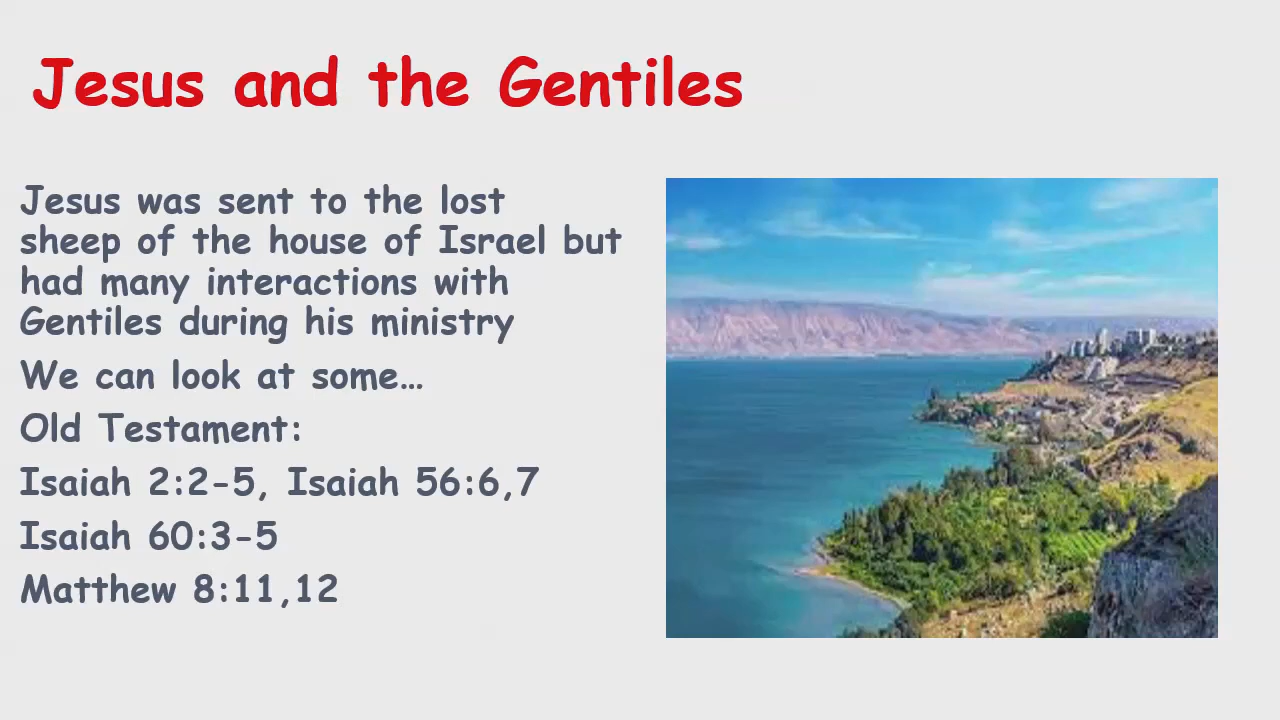 Jesus and the Gentiles
Jesus was sent to the lost
sheep of the house of Israel but
had many interactions with
Gentiles during his ministry
We can look at some…
Old Testament:
Isaiah 2:2-5, Isaiah 56:6,7
Isaiah 60:3-5
Matthew 8:11,12